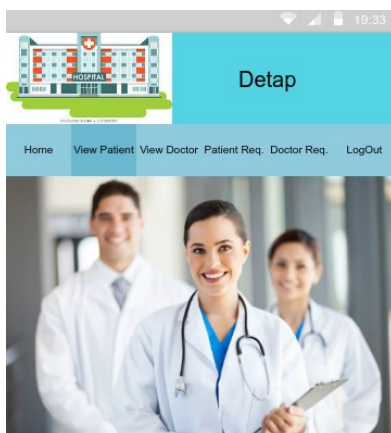 19:33
HOSPITAL
Detap
Home View Patient View Doctor Patient Req. Doctor Req. LogOut